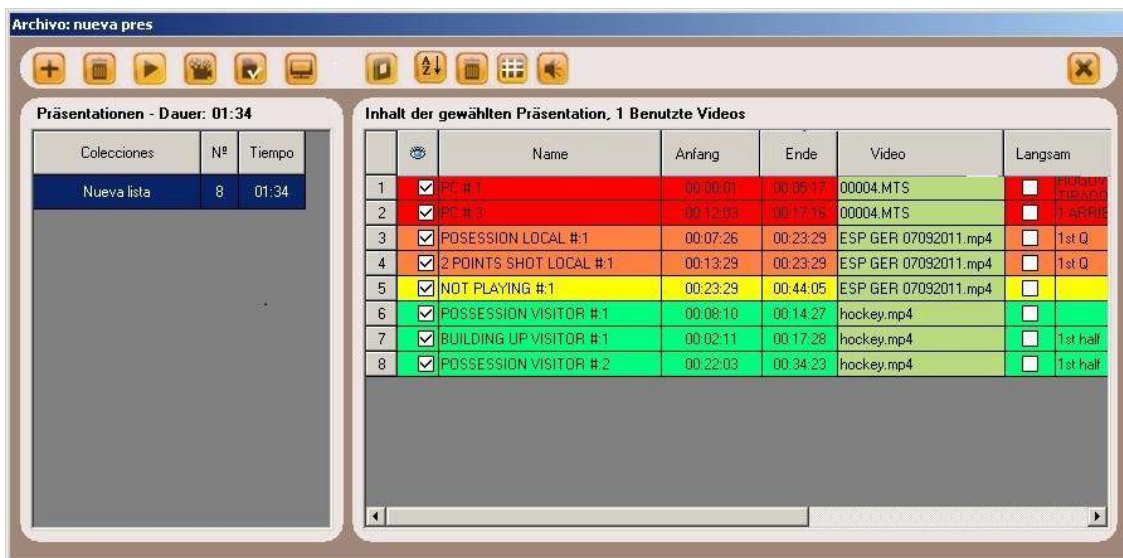 Archivo: nueva pres
Präsentationen - Dauer: 01:34
Colecciones Nº Tiempo
Nueva lista 8 01:34
Inhalt der gewählten Präsentation, 1 Benutzte Videos
Name Anfang Ende Video Langsam
1 PC #:1 00:00:01 00:05:17 00004.MTS
2 PC #:3 00:12:03 00:17:16 00004.MTS 1 ARRIE
3 POSESSION LOCAL #:1 00:07:26 00:23:29 ESP GER 07092011.mp4 1st Q
4 2 POINTS SHOT LOCAL #:1 00:13:29 00:23:29 ESP GER 07092011.mp4 1st Q
5 NOT PLAYING #:1 00:23:29 00:44:05 ESP GER 07092011.mp4
6 POSSESSION VISITOR #:1 00:08:10 00:14:27 hockey.mp4
7 BUILDING UP VISITOR #:1 00:02:11 00:17:28 hockey.mp4 1st half
8 POSSESSION VISITOR #:2 00:22:03 00:34:23 hockey.mp4 1st half